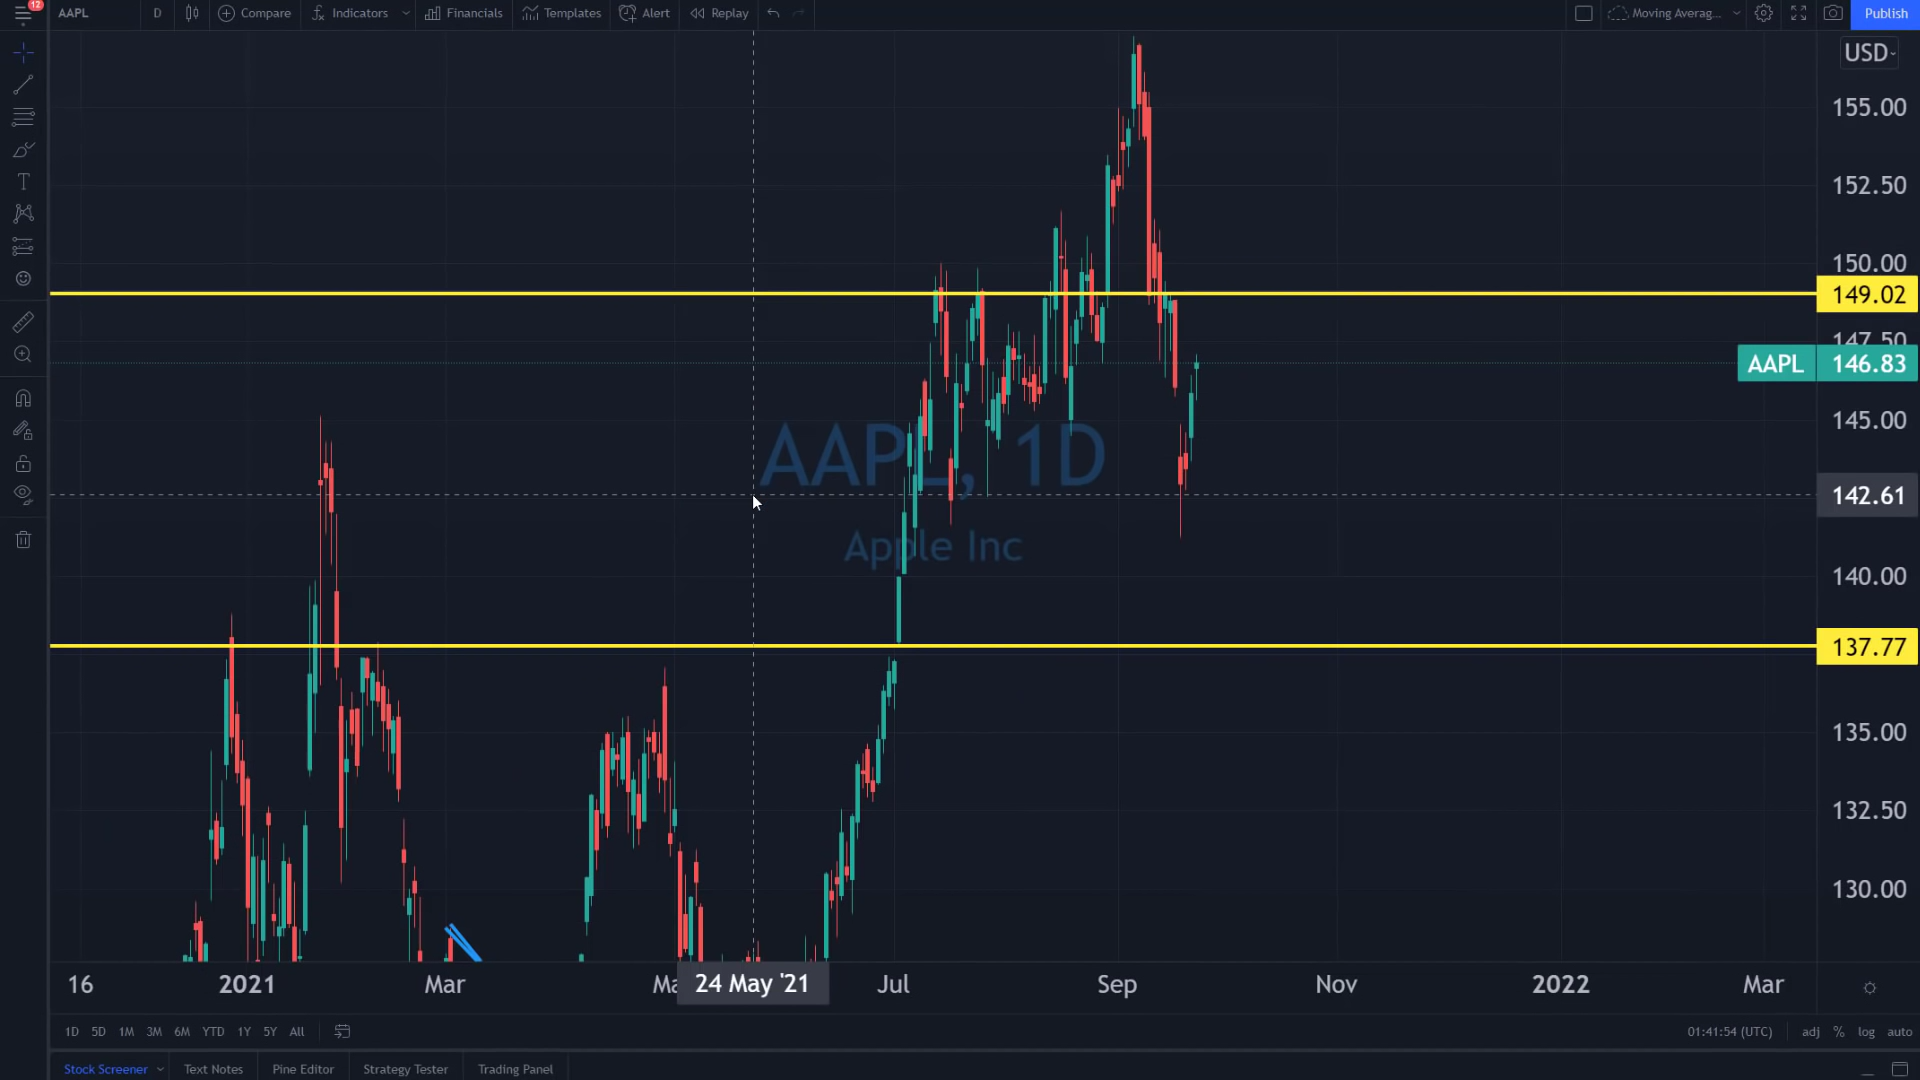 12
AAPL D Compare Indicators Financials Templates Alert Replay Moving Averag... Publish
USD
155.00
152.50
150.00
149.02
147.50
AAPL 146.83
145.00
AAPL, 1D
142.61
Apple Inc
140.00
137.77
135.00
132.50
130.00
16 2021 Mar Ma 24 May '21 Jul Sep Nov 2022 Mar
1D 5D 1M 3M 6M YTD 1Y 5Y All 01:41:54 (UTC) adj % log auto
Stock Screener Text Notes Pine Editor Strategy Tester Trading Panel